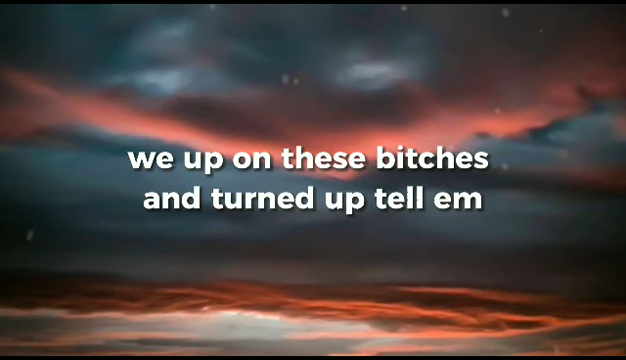 we up on these bitches
and turned up tell em